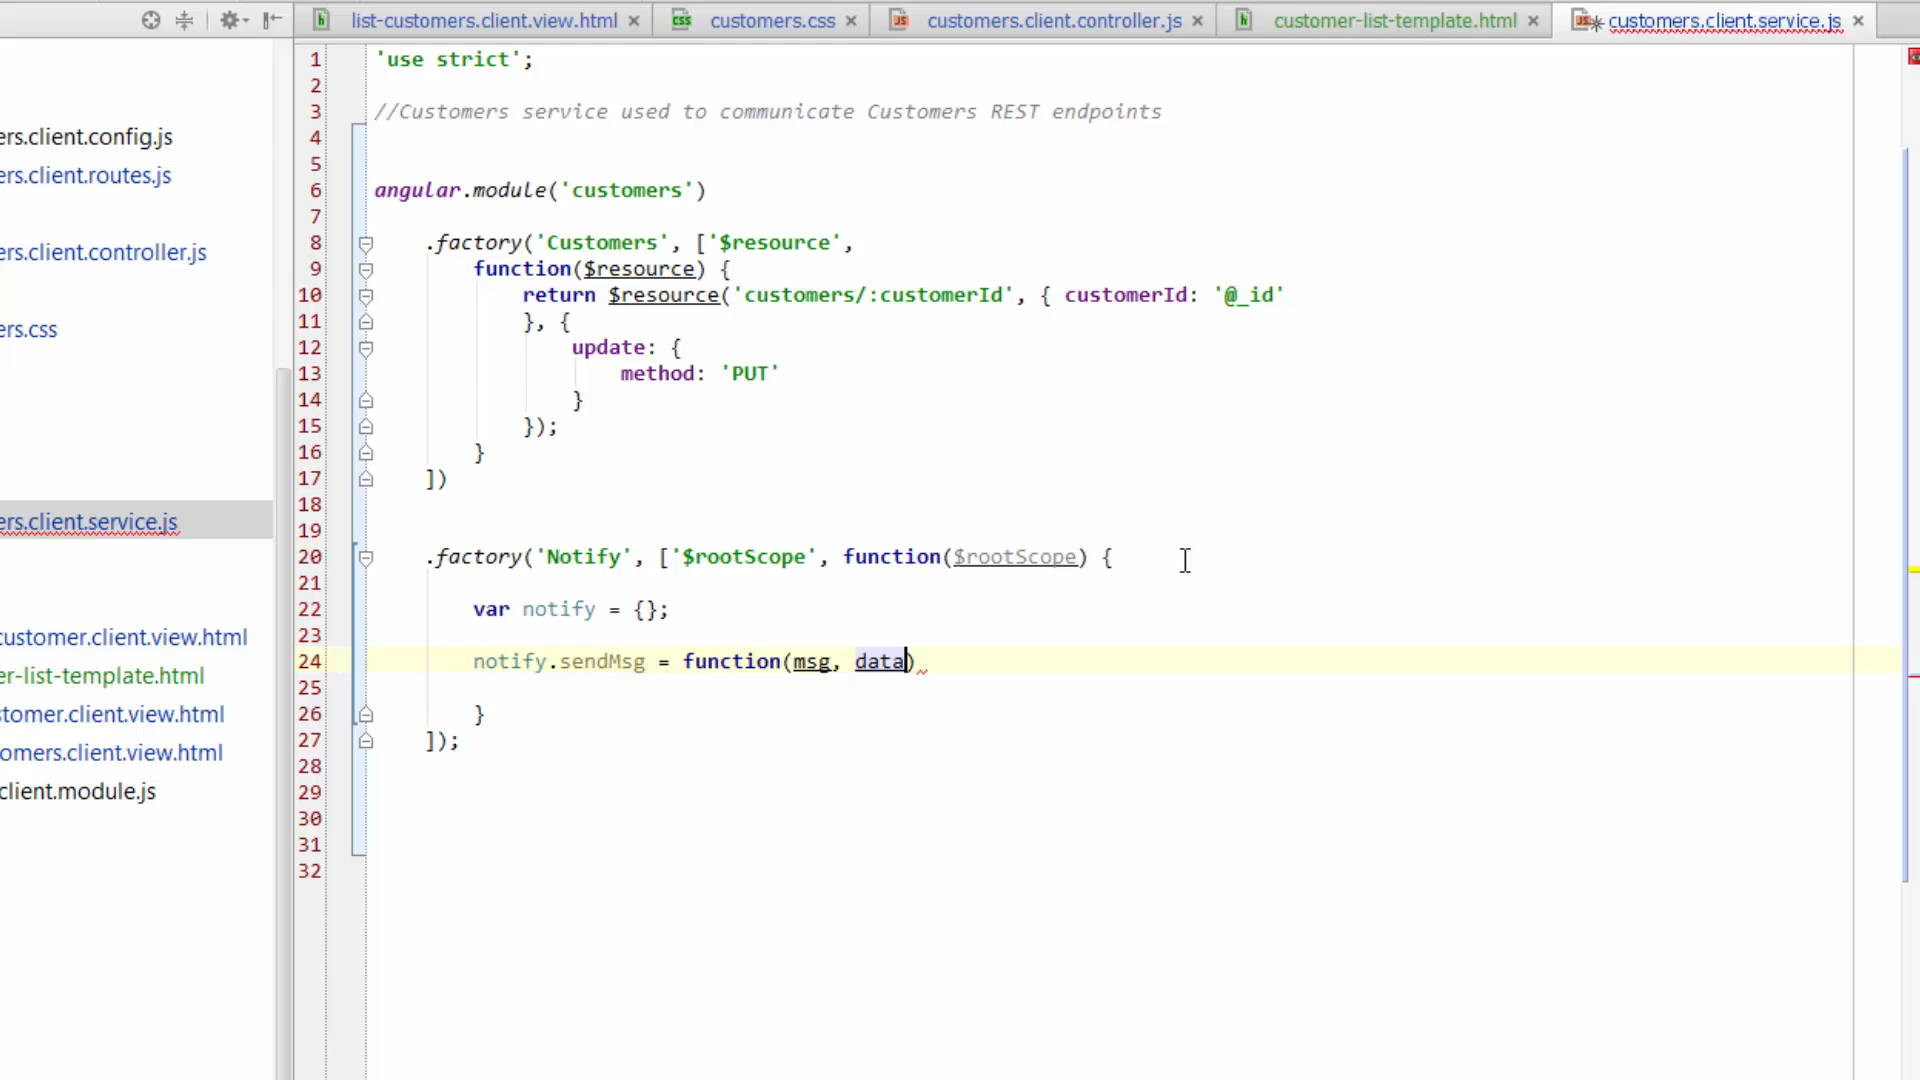 list-customers.client.view.html
customers.css
customers.client.controller.js
customer-list-template.html
customers.client.service.js
ers.client.config.js
ers.client.routes.js
ers.client.controller.js
ers.css
ers.client.service.js
customer.client.view.html
er-list-template.html
stomer.client.view.html
omers.client.view.html
client.module.js
1 'use strict';
2
3 //Customers service used to communicate Customers REST endpoints
4
5
6 angular.module('customers')
7
8 .factory('Customers', ['$resource',
9 function($resource) {
10 return $resource('customers/:customerId', { customerId: '@_id'
11 }, {
12 update: {
13 method: 'PUT'
14 }
15 });
16 }
17 ])
18
19
20 .factory('Notify', ['$rootScope', function($rootScope) {
21
22 var notify = {};
23
24 notify.sendMsg = function(msg, data)
25
26 }
27 ]);
28
29
30
31
32